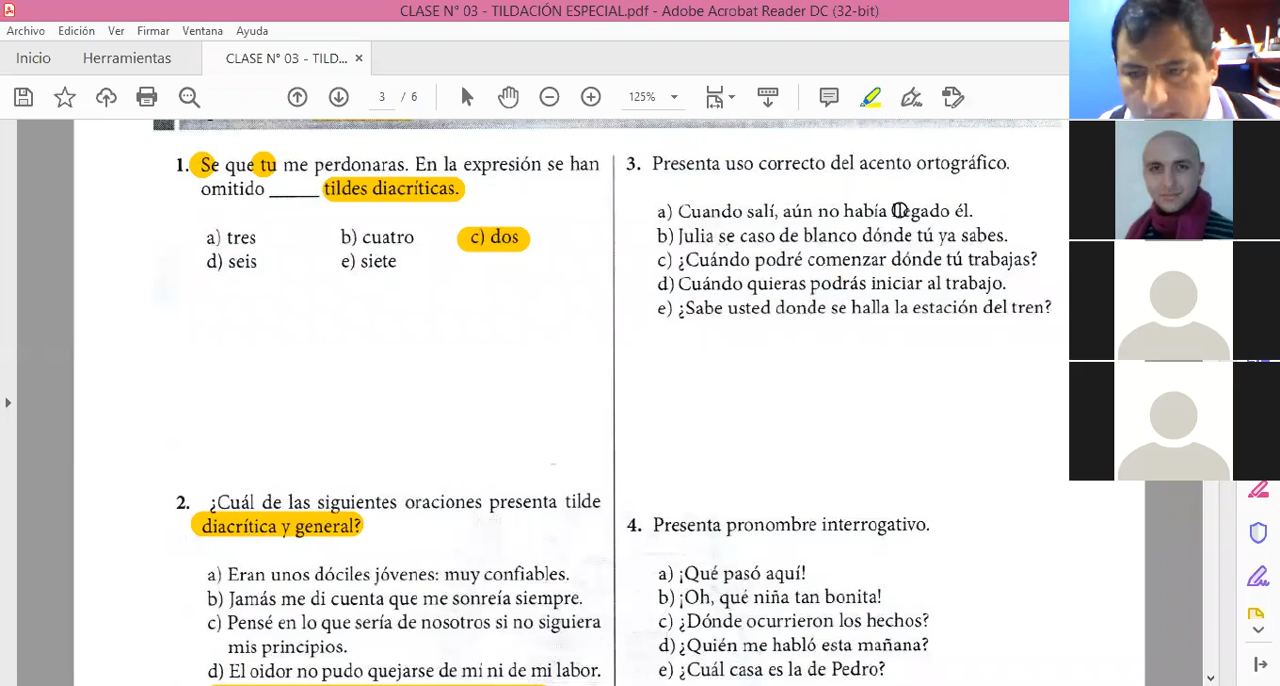 CLASE N° 03 - TILDACIÓN ESPECIAL.pdf - Adobe Acrobat Reader DC (32-bit)
Archivo Edición Ver Firmar Ventana Ayuda
Inicio Herramientas CLASE N° 03 - TILD... ×
3 / 6 125%
1. Se que tu me perdonaras. En la expresión se han
omitido _____ tildes diacríticas.
a) tres b) cuatro c) dos
d) seis e) siete
2. ¿Cuál de las siguientes oraciones presenta tilde
diacrítica y general?
a) Eran unos dóciles jóvenes: muy confiables.
b) Jamás me di cuenta que me sonreía siempre.
c) Pensé en lo que sería de nosotros si no siguiera
mis principios.
d) El oidor no pudo quejarse de mí ni de mi labor.
3. Presenta uso correcto del acento ortográfico.
a) Cuando salí, aún no había llegado él.
b) Julia se caso de blanco dónde tú ya sabes.
c) ¿Cuándo podré comenzar dónde tú trabajas?
d) Cuándo quieras podrás iniciar al trabajo.
e) ¿Sabe usted donde se halla la estación del tren?
4. Presenta pronombre interrogativo.
a) ¡Qué pasó aquí!
b) ¡Oh, qué niña tan bonita!
c) ¿Dónde ocurrieron los hechos?
d) ¿Quién me habló esta mañana?
e) ¿Cuál casa es la de Pedro?